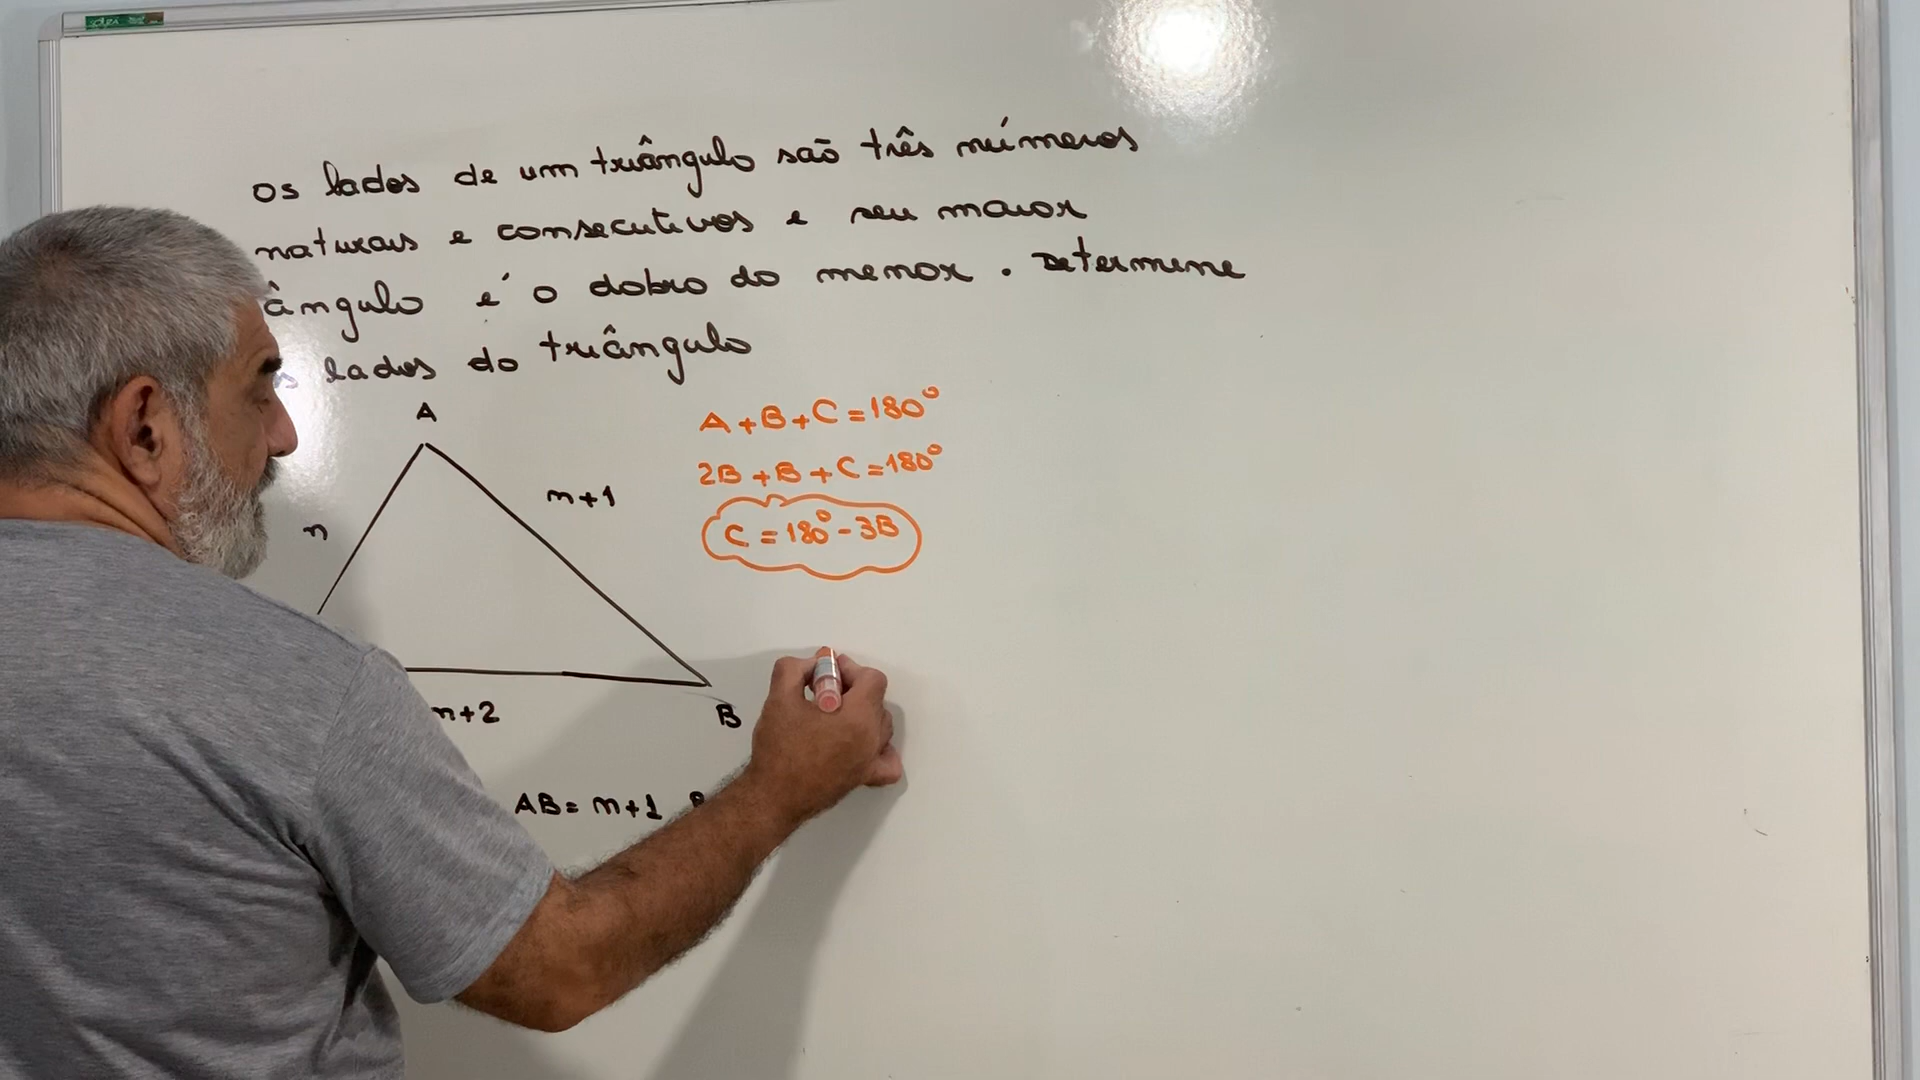 Os lados de um triângulo são três números
naturais e consecutivos e seu maior
ângulo é o dobro do menor. Determine
lados do triângulo
A
A+B+C=180°
2B+B+C=180°
C=180°-3B
n
n+1
n+2
B
AB=n+1